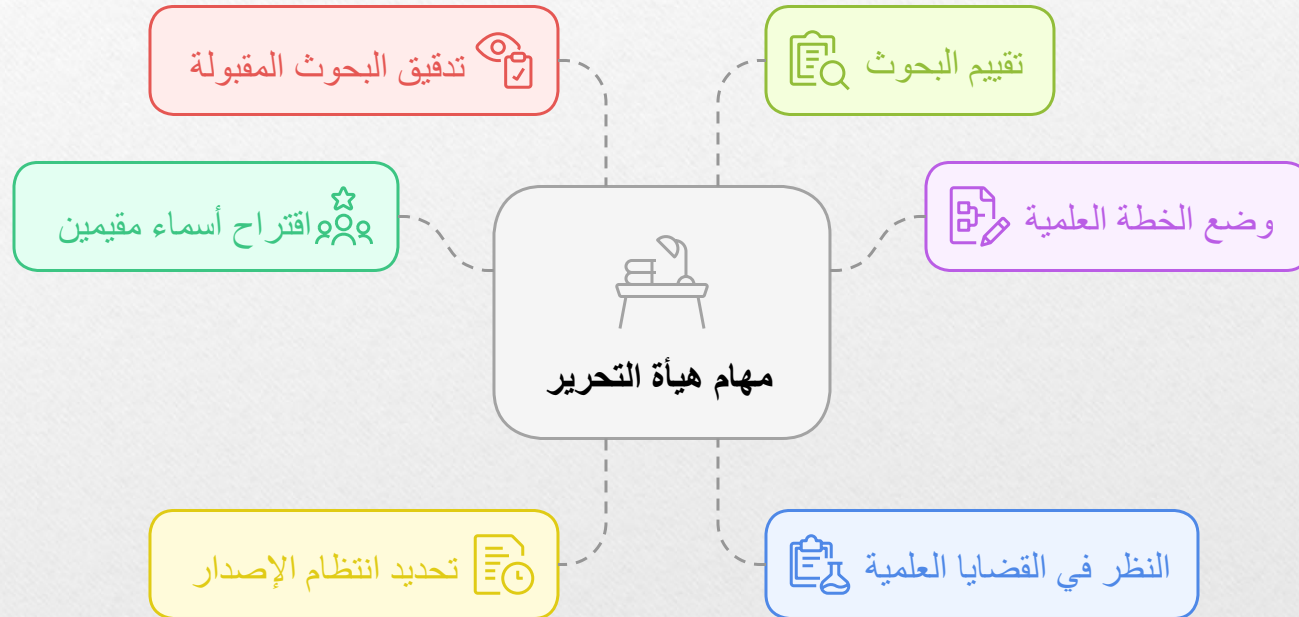 تقييم البحوث
تدقيق البحوث المقبولة
وضع الخطة العلمية
اقتراح أسماء مقيمين
مهام هيأة التحرير
النظر في القضايا العلمية
تحديد انتظام الإصدار